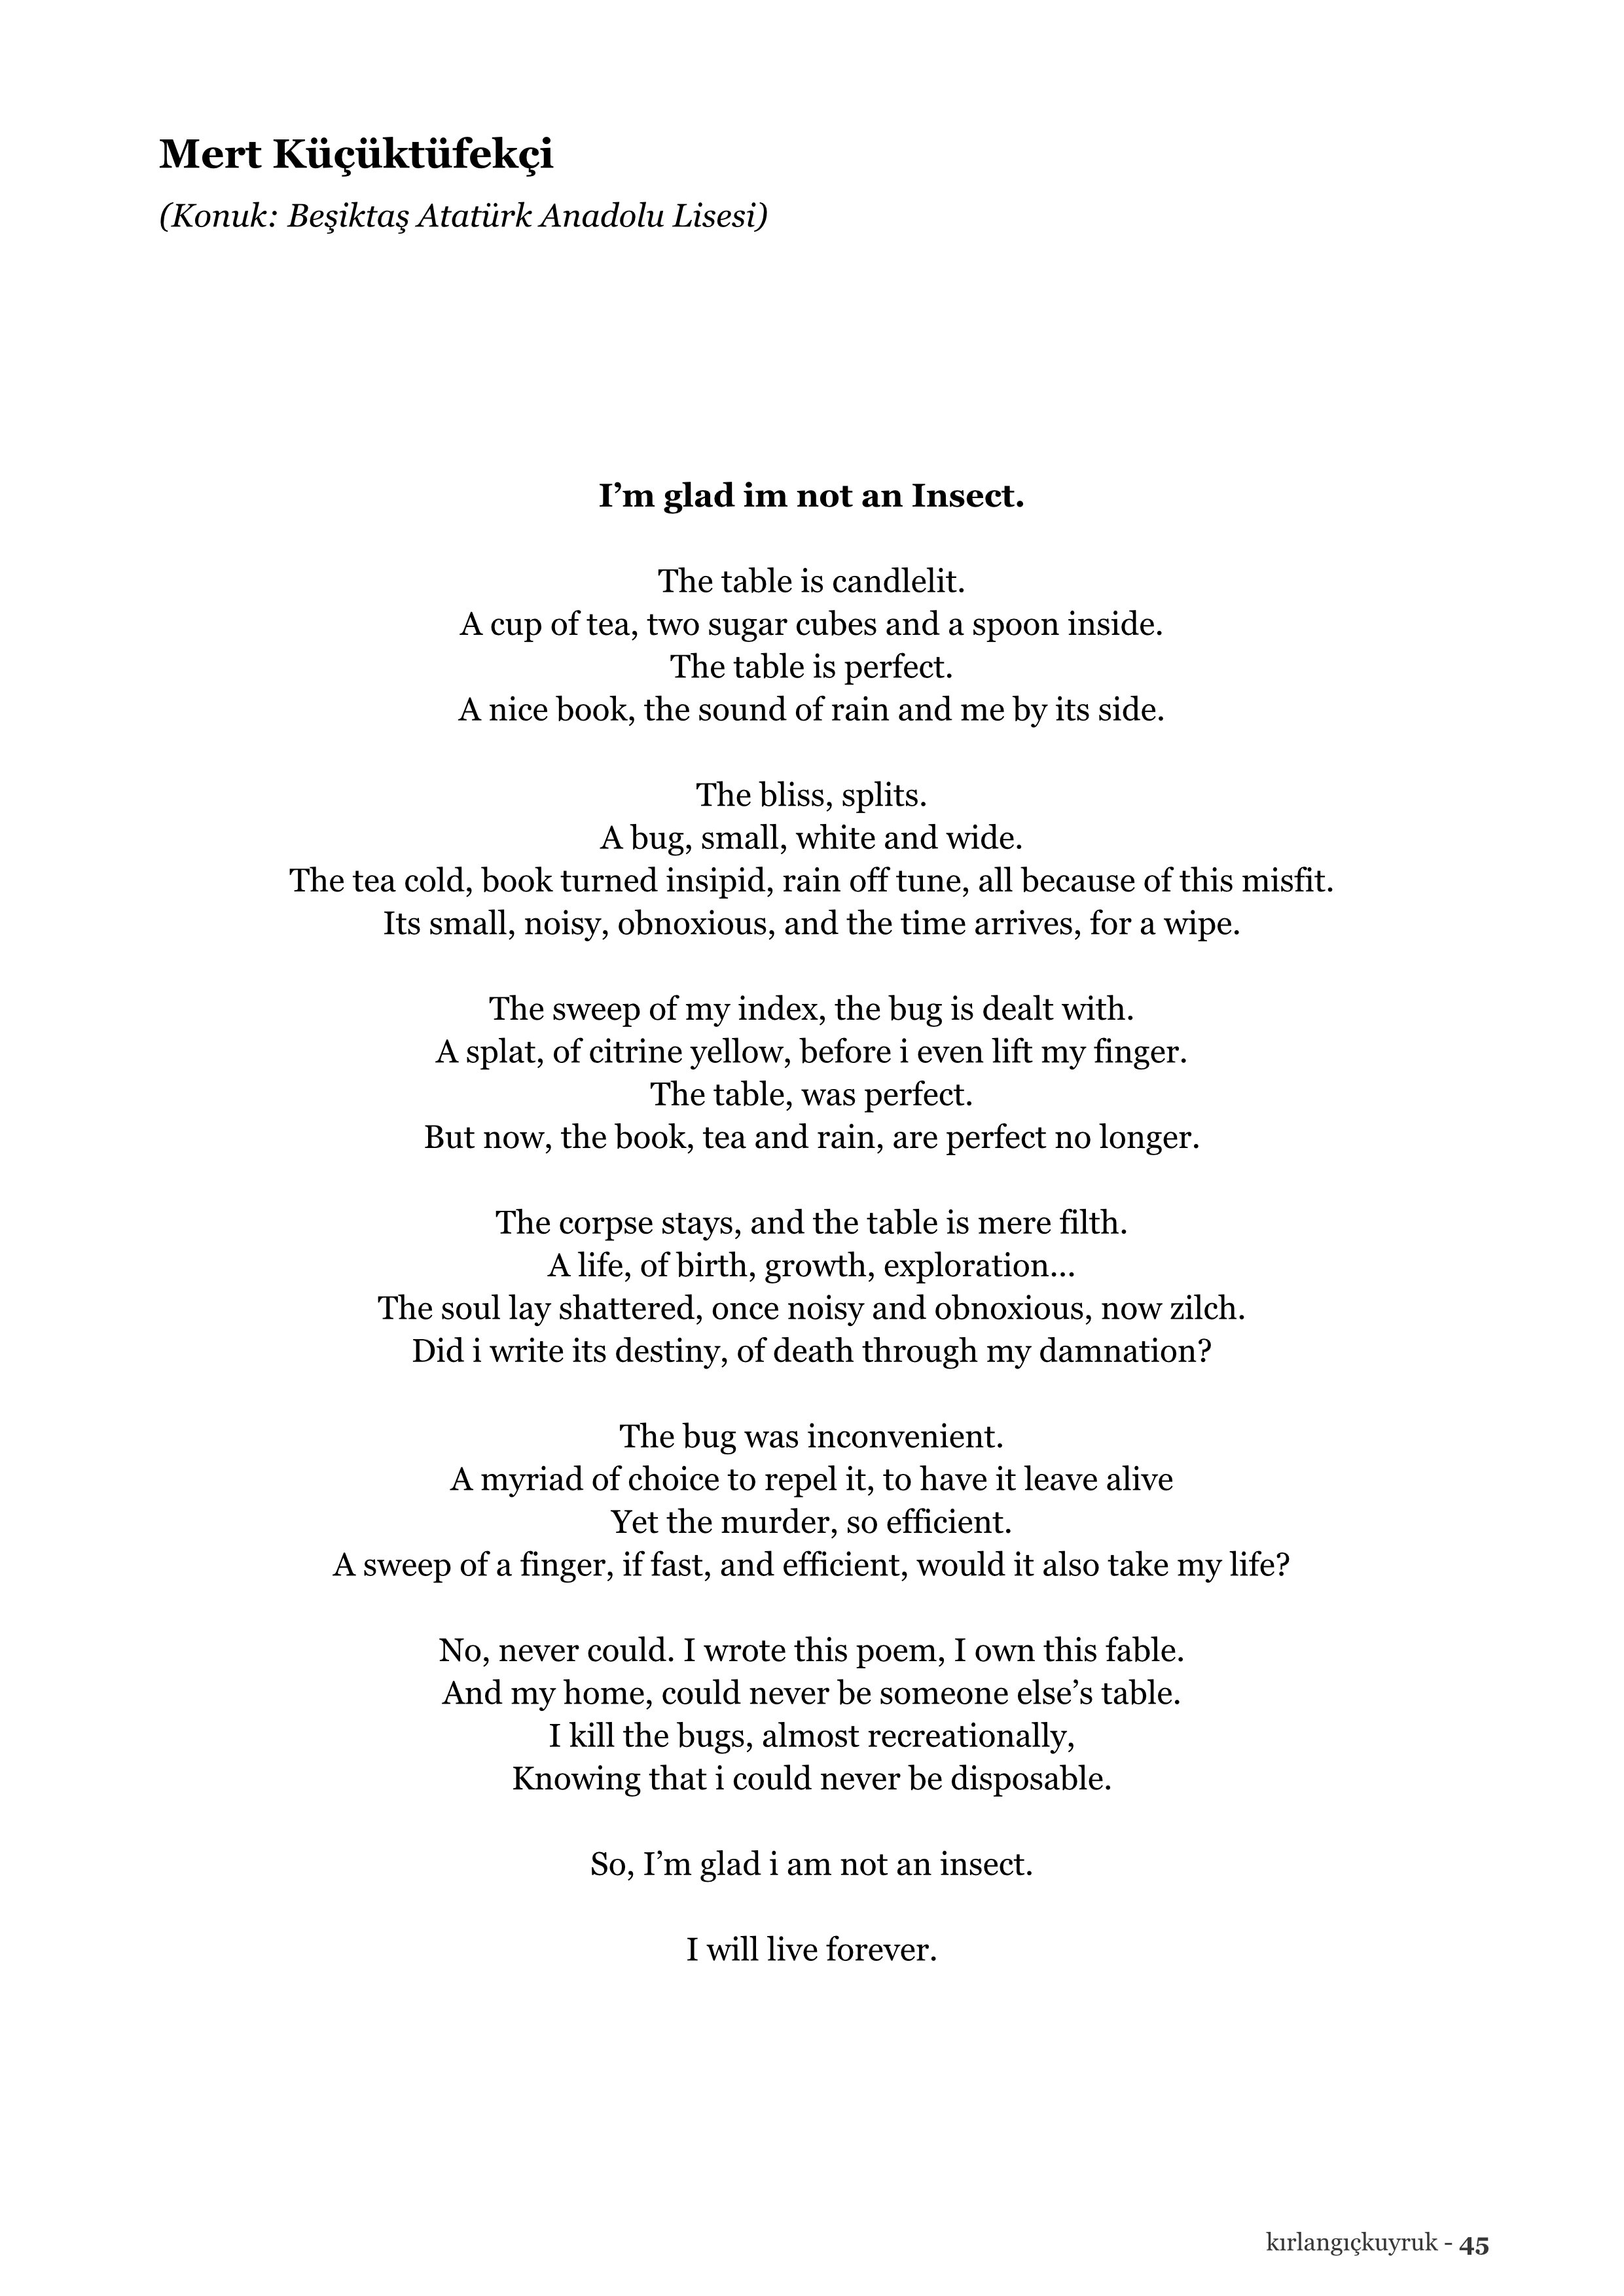 Mert Küçüktüfekçi
(Konuk: Beşiktaş Atatürk Anadolu Lisesi)
I’m glad im not an Insect.
The table is candlelit.
A cup of tea, two sugar cubes and a spoon inside.
The table is perfect.
A nice book, the sound of rain and me by its side.
The bliss, splits.
A bug, small, white and wide.
The tea cold, book turned insipid, rain off tune, all because of this misfit.
Its small, noisy, obnoxious, and the time arrives, for a wipe.
The sweep of my index, the bug is dealt with.
A splat, of citrine yellow, before i even lift my finger.
The table, was perfect.
But now, the book, tea and rain, are perfect no longer.
The corpse stays, and the table is mere filth.
A life, of birth, growth, exploration...
The soul lay shattered, once noisy and obnoxious, now zilch.
Did i write its destiny, of death through my damnation?
The bug was inconvenient.
A myriad of choice to repel it, to have it leave alive
Yet the murder, so efficient.
A sweep of a finger, if fast, and efficient, would it also take my life?
No, never could. I wrote this poem, I own this fable.
And my home, could never be someone else’s table.
I kill the bugs, almost recreationally,
Knowing that i could never be disposable.
So, I’m glad i am not an insect.
I will live forever.
kırlangıçkuyruk - 45